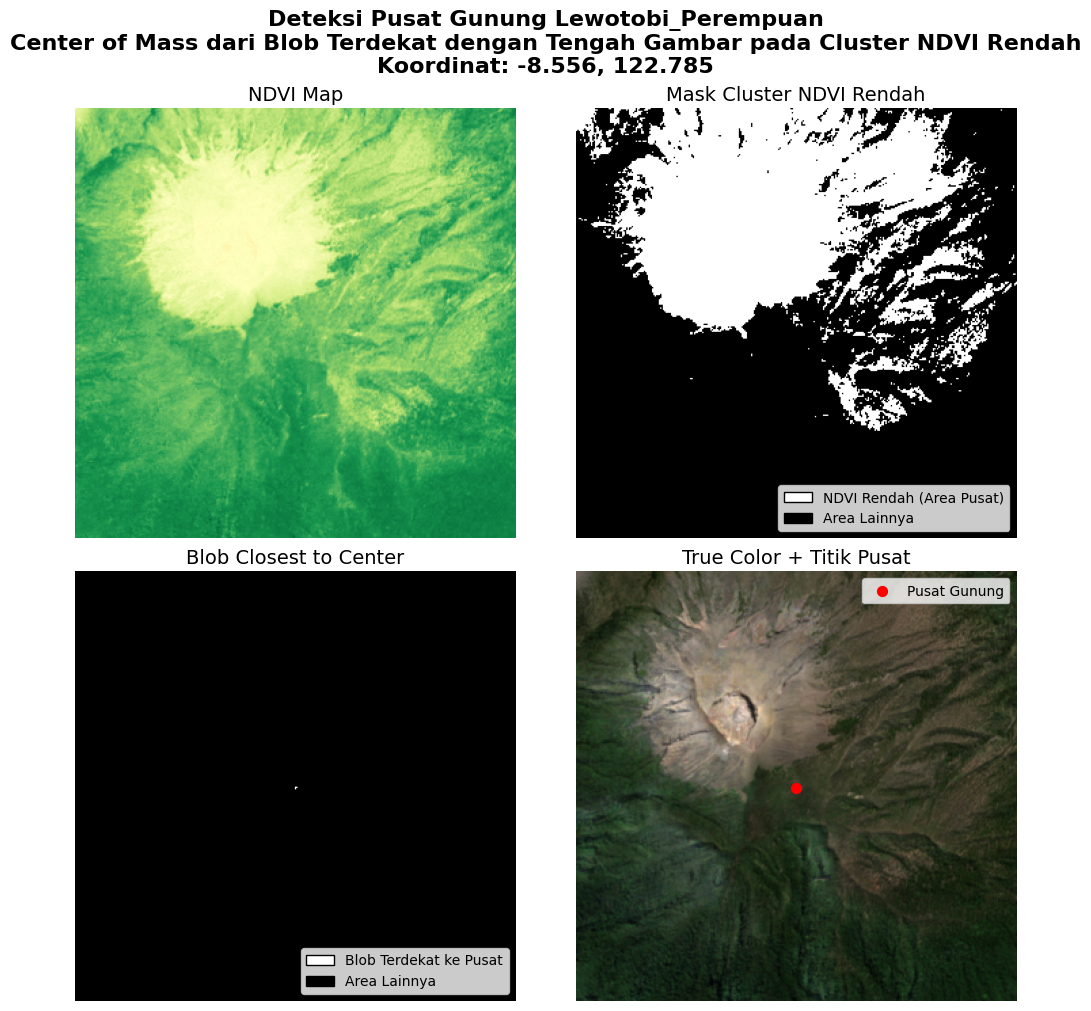 Deteksi Pusat Gunung Lewotobi_Perempuan
Center of Mass dari Blob Terdekat dengan Tengah Gambar pada Cluster NDVI Rendah
Koordinat: -8.556, 122.785
NDVI Map
Mask Cluster NDVI Rendah
NDVI Rendah (Area Pusat)
Area Lainnya
Blob Closest to Center
True Color + Titik Pusat
Pusat Gunung
Blob Terdekat ke Pusat
Area Lainnya